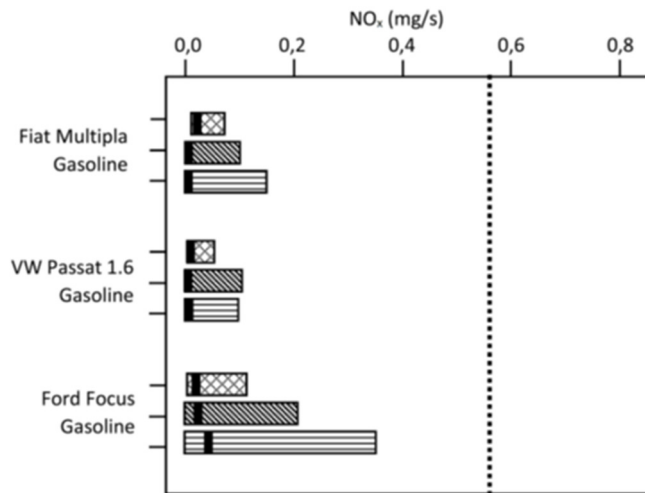 NOₓ (mg/s)
0,0 0,2 0,4 0,6 0,8
Fiat Multipla
Gasoline
VW Passat 1.6
Gasoline
Ford Focus
Gasoline